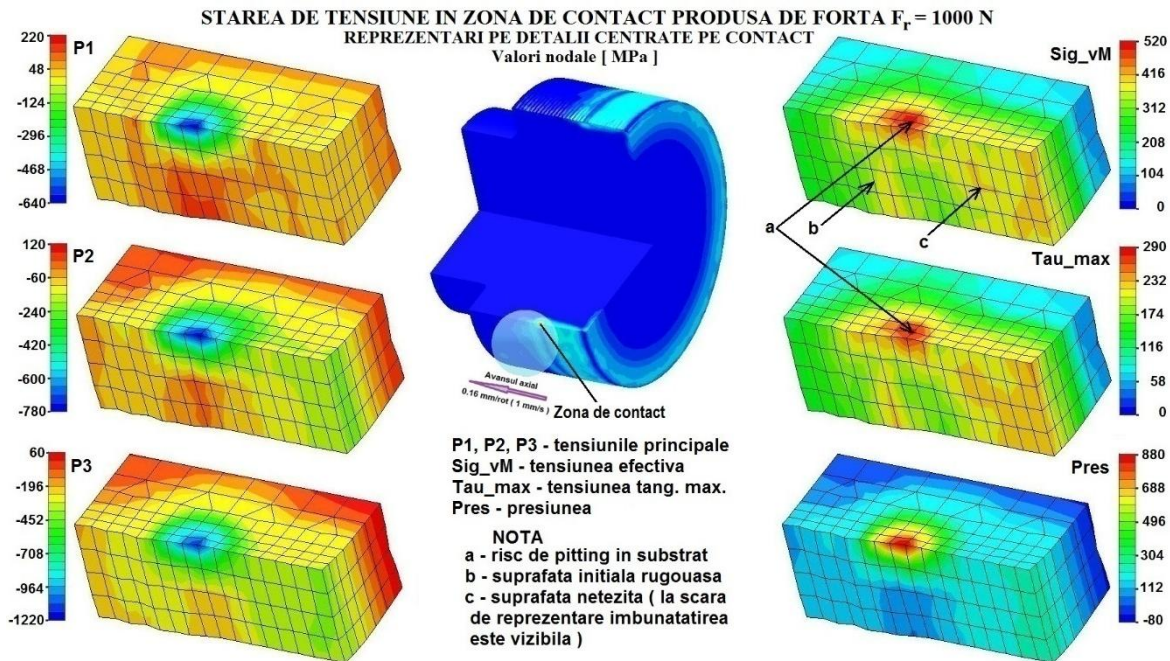 STAREA DE TENSIUNE IN ZONA DE CONTACT PRODUSA DE FORTA Fr = 1000 N
REPREZENTARI PE DETALII CENTRATE PE CONTACT
Valori nodale [ MPa ]
P1
220
48
-124
-296
-468
-640
P2
120
-60
-240
-420
-600
-780
P3
60
-196
-452
-708
-964
-1220
Avansul axial
0.16 mm/rot ( 1 mm/s )
Zona de contact
P1, P2, P3 - tensiunile principale
Sig_vM - tensiunea efectiva
Tau_max - tensiunea tang. max.
Pres - presiunea
NOTA
a - risc de pitting in substrat
b - suprafata initiala rugouasa
c - suprafata netezita ( la scara
de reprezentare imbunatatirea
este vizibila )
Sig_vM
520
416
312
208
104
0
a
b
c
Tau_max
290
232
174
116
58
0
Pres
880
688
496
304
112
-80